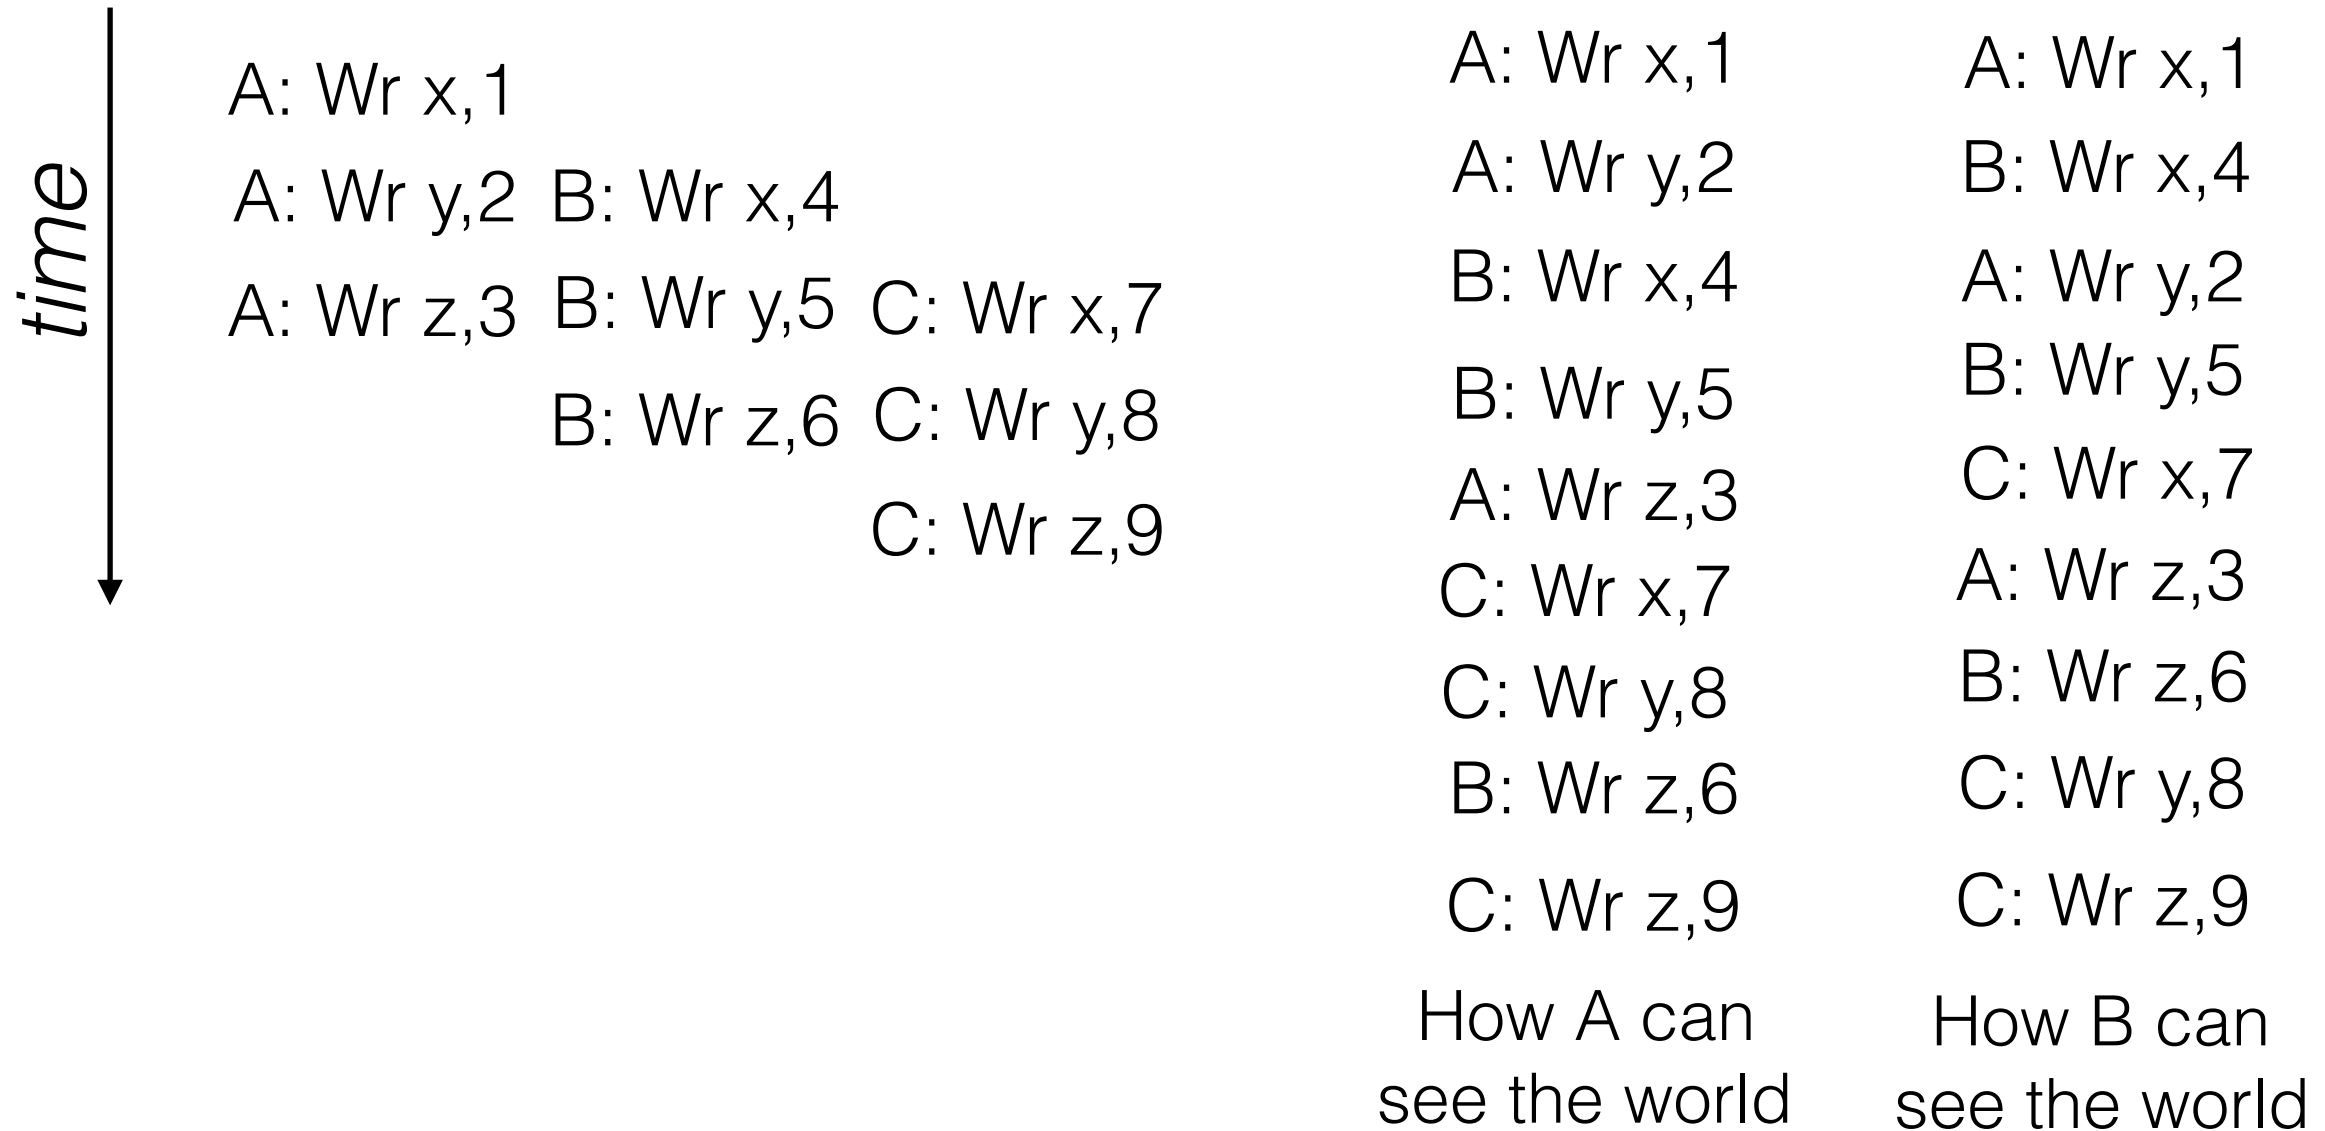 time
A: Wr x,1
A: Wr y,2 B: Wr x,4
A: Wr z,3 B: Wr y,5 C: Wr x,7
B: Wr z,6 C: Wr y,8
C: Wr z,9
A: Wr x,1
A: Wr y,2
B: Wr x,4
B: Wr y,5
A: Wr z,3
C: Wr x,7
C: Wr y,8
B: Wr z,6
C: Wr z,9
How A can
see the world
A: Wr x,1
B: Wr x,4
A: Wr y,2
B: Wr y,5
C: Wr x,7
A: Wr z,3
B: Wr z,6
C: Wr y,8
C: Wr z,9
How B can
see the world